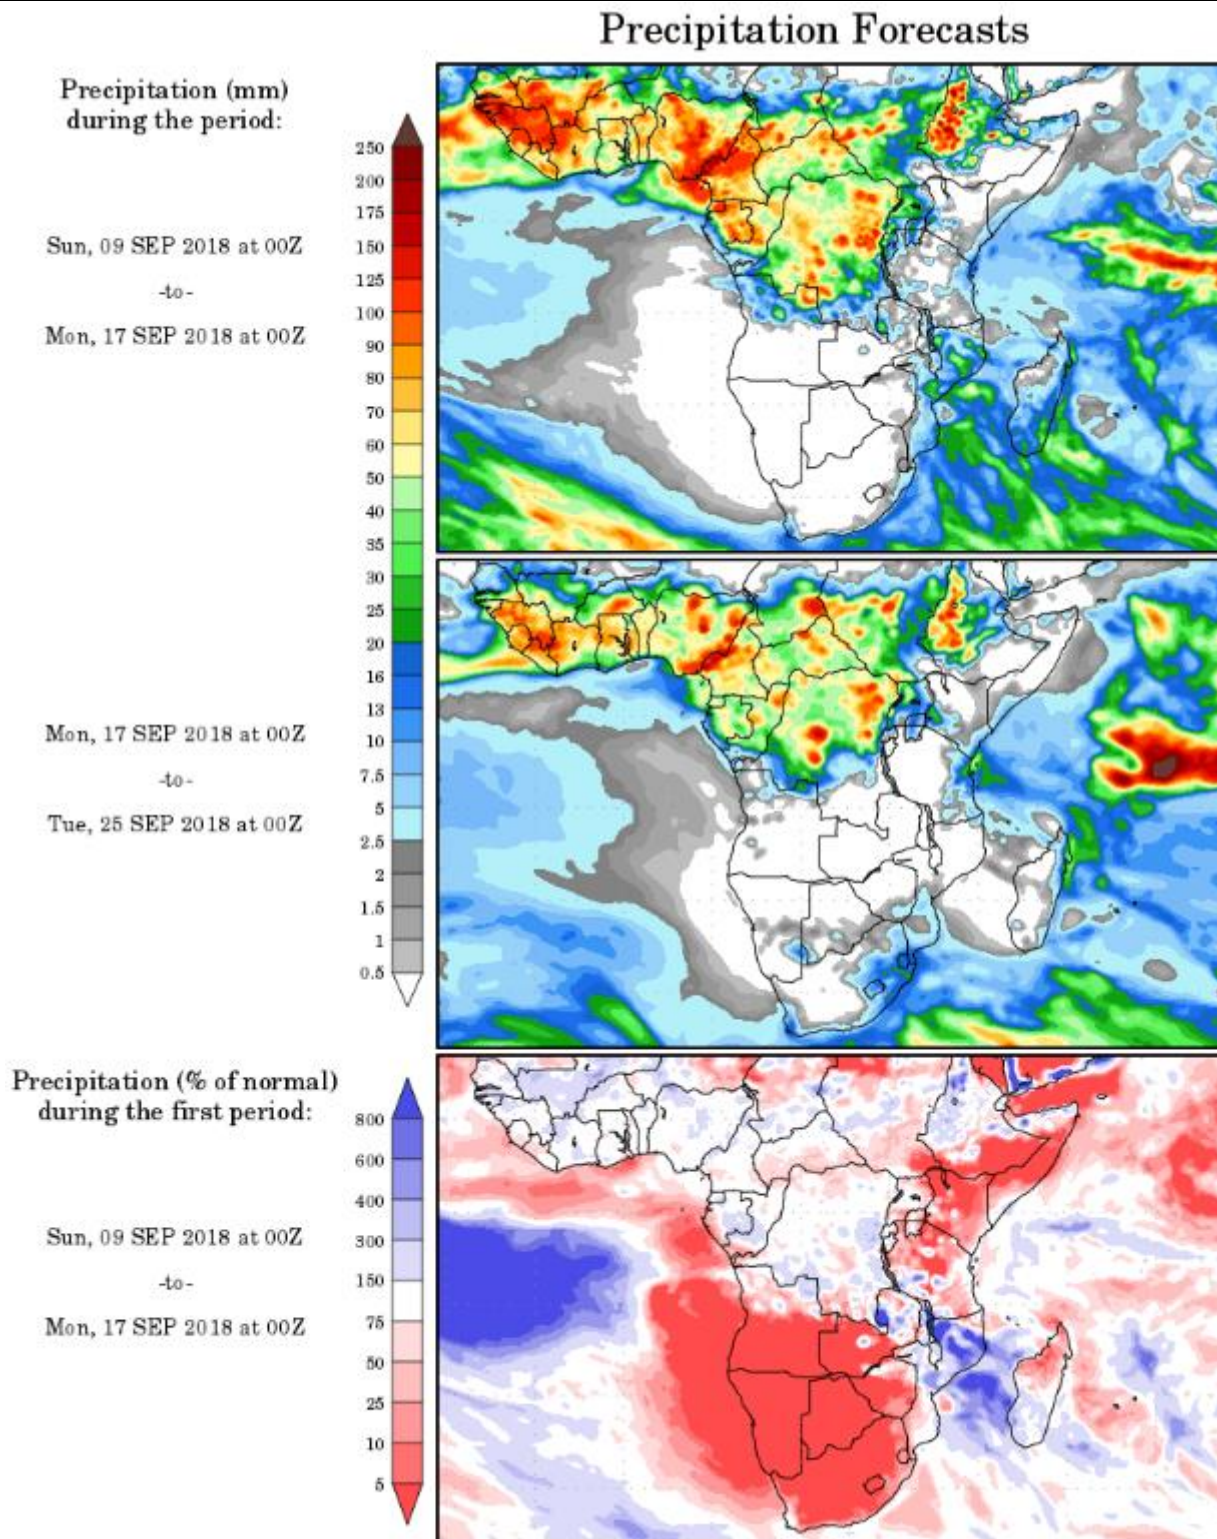 Precipitation Forecasts
Precipitation (mm)
during the period:
Sun, 09 SEP 2018 at 00Z
-to-
Mon, 17 SEP 2018 at 00Z
250
200
175
150
125
100
90
80
70
60
50
40
35
30
25
20
16
13
10
7.5
5
2.5
2
1.5
1
0.5
Mon, 17 SEP 2018 at 00Z
-to-
Tue, 25 SEP 2018 at 00Z
Precipitation (% of normal)
during the first period:
Sun, 09 SEP 2018 at 00Z
-to-
Mon, 17 SEP 2018 at 00Z
800
600
400
300
150
75
50
25
10
5